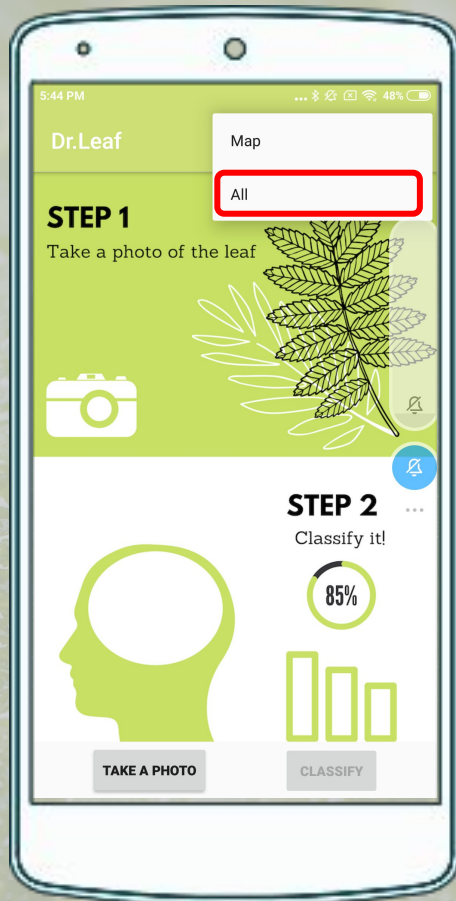 5:44 PM
48%
Dr.Leaf
Map
All
STEP 1
Take a photo of the leaf
STEP 2
Classify it!
85%
TAKE A PHOTO
CLASSIFY